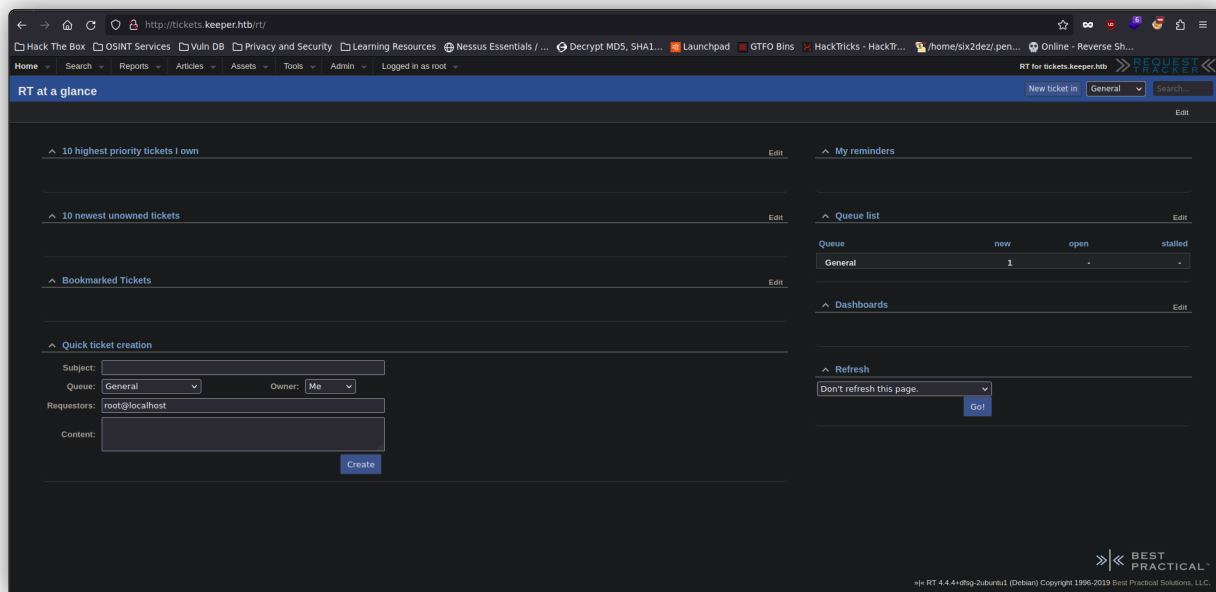 http://tickets.keeper.htb/rt/
6
Hack The Box OSINT Services Vuln DB Privacy and Security Learning Resources Nessus Essentials / ... Decrypt MD5, SHA1... Launchpad GTFO Bins HackTricks - HackTr... /home/six2dez/.pen... Online - Reverse Sh...
Home Search Reports Articles Assets Tools Admin Logged in as root RT for tickets.keeper.htb REQUEST TRACKER
RT at a glance New ticket in General Search...
Edit
10 highest priority tickets I own Edit My reminders
10 newest unowned tickets Edit Queue list Edit
Queue new open stalled
General 1 - -
Bookmarked Tickets Edit
Dashboards Edit
Quick ticket creation
Subject:
Refresh
Queue: General Owner: Me Don't refresh this page.
Requestors: root@localhost Go!
Content:
Create
BEST PRACTICAL™
»|« RT 4.4.4+dfsg-2ubuntu1 (Debian) Copyright 1996-2019 Best Practical Solutions, LLC.